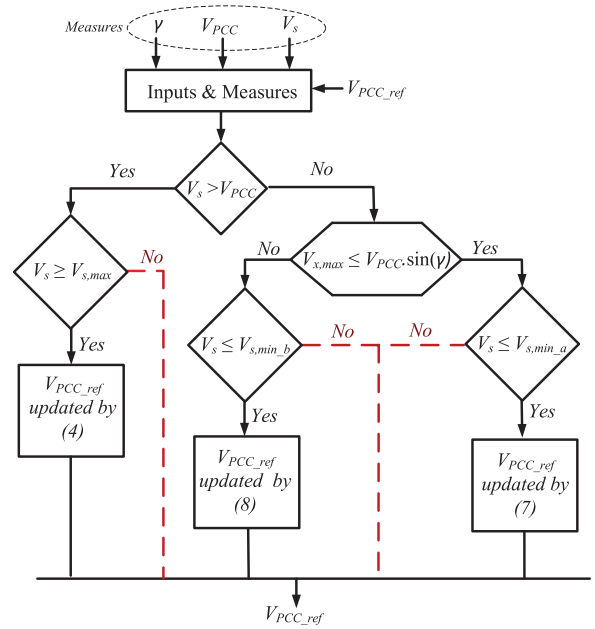 Measures γ V_PCC V_s
Inputs & Measures
V_PCC_ref
Yes
No
V_s >V_PCC
V_s ≥ V_s,max
No
No
V_x,max ≤ V_PCC.sin(γ)
Yes
V_s ≤ V_s,min_b
No
No
V_s ≤ V_s,min_a
Yes
V_PCC_ref
updated by
(4)
Yes
Yes
V_PCC_ref
updated by
(8)
V_PCC_ref
updated by
(7)
V_PCC_ref